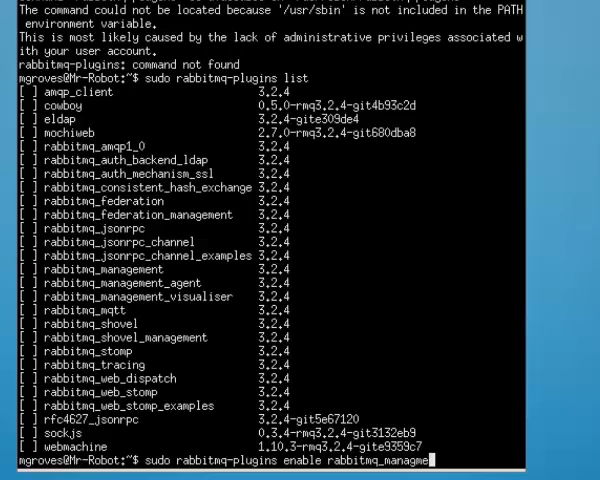 The command could not be located because '/usr/sbin' is not included in the PATH
environment variable.
This is most likely caused by the lack of administrative privileges associated w
ith your user account.
rabbitmq-plugins: command not found
mgroves@Mr-Robot:~$ sudo rabbitmq-plugins list
[ ] amqp_client 3.2.4
[ ] cowboy 0.5.0-rmq3.2.4-git4b93c2d
[ ] eldap 3.2.4-gite309de4
[ ] mochiweb 2.7.0-rmq3.2.4-git680dba8
[ ] rabbitmq_amqp1_0 3.2.4
[ ] rabbitmq_auth_backend_ldap 3.2.4
[ ] rabbitmq_auth_mechanism_ssl 3.2.4
[ ] rabbitmq_consistent_hash_exchange 3.2.4
[ ] rabbitmq_federation 3.2.4
[ ] rabbitmq_federation_management 3.2.4
[ ] rabbitmq_jsonrpc 3.2.4
[ ] rabbitmq_jsonrpc_channel 3.2.4
[ ] rabbitmq_jsonrpc_channel_examples 3.2.4
[ ] rabbitmq_management 3.2.4
[ ] rabbitmq_management_agent 3.2.4
[ ] rabbitmq_management_visualiser 3.2.4
[ ] rabbitmq_mqtt 3.2.4
[ ] rabbitmq_shovel 3.2.4
[ ] rabbitmq_shovel_management 3.2.4
[ ] rabbitmq_stomp 3.2.4
[ ] rabbitmq_tracing 3.2.4
[ ] rabbitmq_web_dispatch 3.2.4
[ ] rabbitmq_web_stomp 3.2.4
[ ] rabbitmq_web_stomp_examples 3.2.4
[ ] rfc4627_jsonrpc 3.2.4-git5e67120
[ ] sockjs 0.3.4-rmq3.2.4-git3132eb9
[ ] webmachine 1.10.3-rmq3.2.4-gite9359c7
mgroves@Mr-Robot:~$ sudo rabbitmq-plugins enable rabbitmq_managme